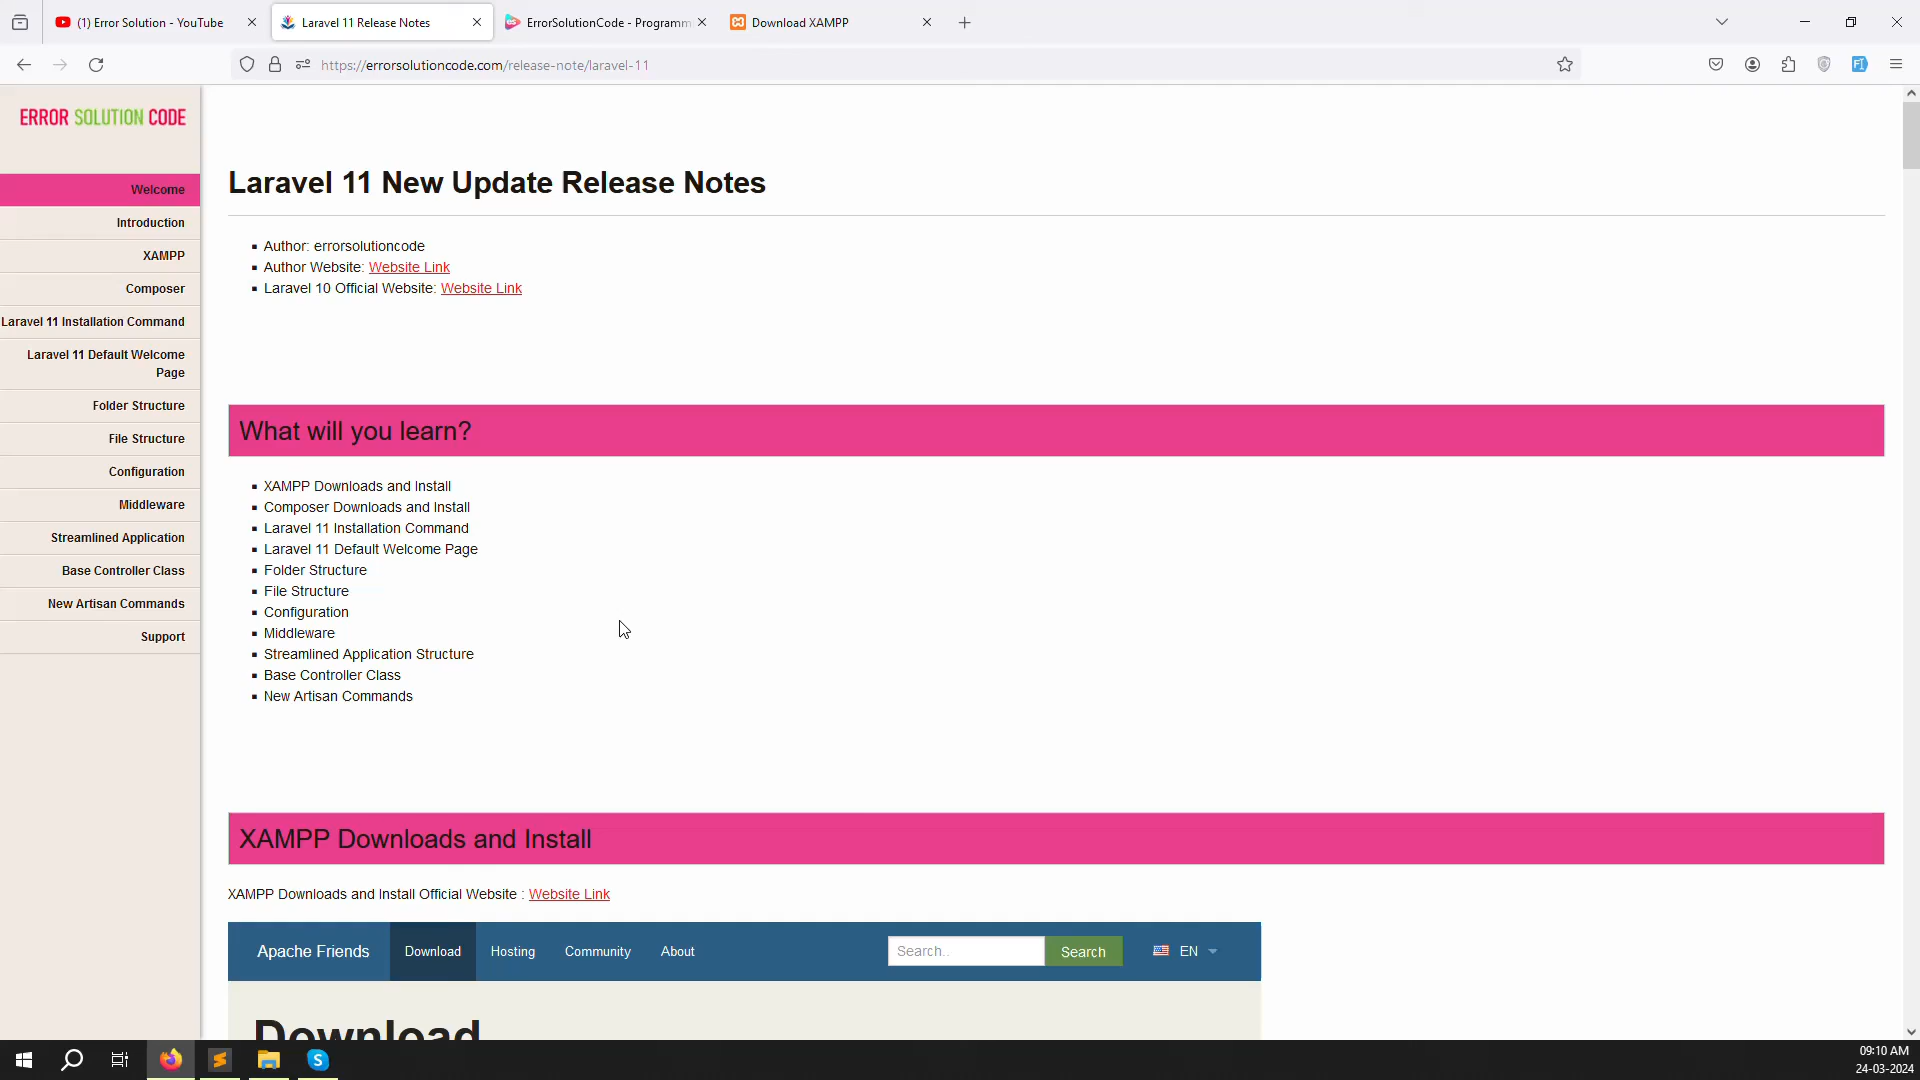 (1) Error Solution - YouTube
Laravel 11 Release Notes
ErrorSolutionCode - Programm
Download XAMPP
https://errorsolutioncode.com/release-note/laravel-11
ERROR SOLUTION CODE
Welcome
Introduction
XAMPP
Composer
Laravel 11 Installation Command
Laravel 11 Default Welcome
Page
Folder Structure
File Structure
Configuration
Middleware
Streamlined Application
Base Controller Class
New Artisan Commands
Support
Laravel 11 New Update Release Notes
Author: errorsolutioncode
Author Website: Website Link
Laravel 10 Official Website: Website Link
What will you learn?
XAMPP Downloads and Install
Composer Downloads and Install
Laravel 11 Installation Command
Laravel 11 Default Welcome Page
Folder Structure
File Structure
Configuration
Middleware
Streamlined Application Structure
Base Controller Class
New Artisan Commands
XAMPP Downloads and Install
XAMPP Downloads and Install Official Website : Website Link
Apache Friends Download Hosting Community About Search.. Search EN
Download
09:10 AM
24-03-2024